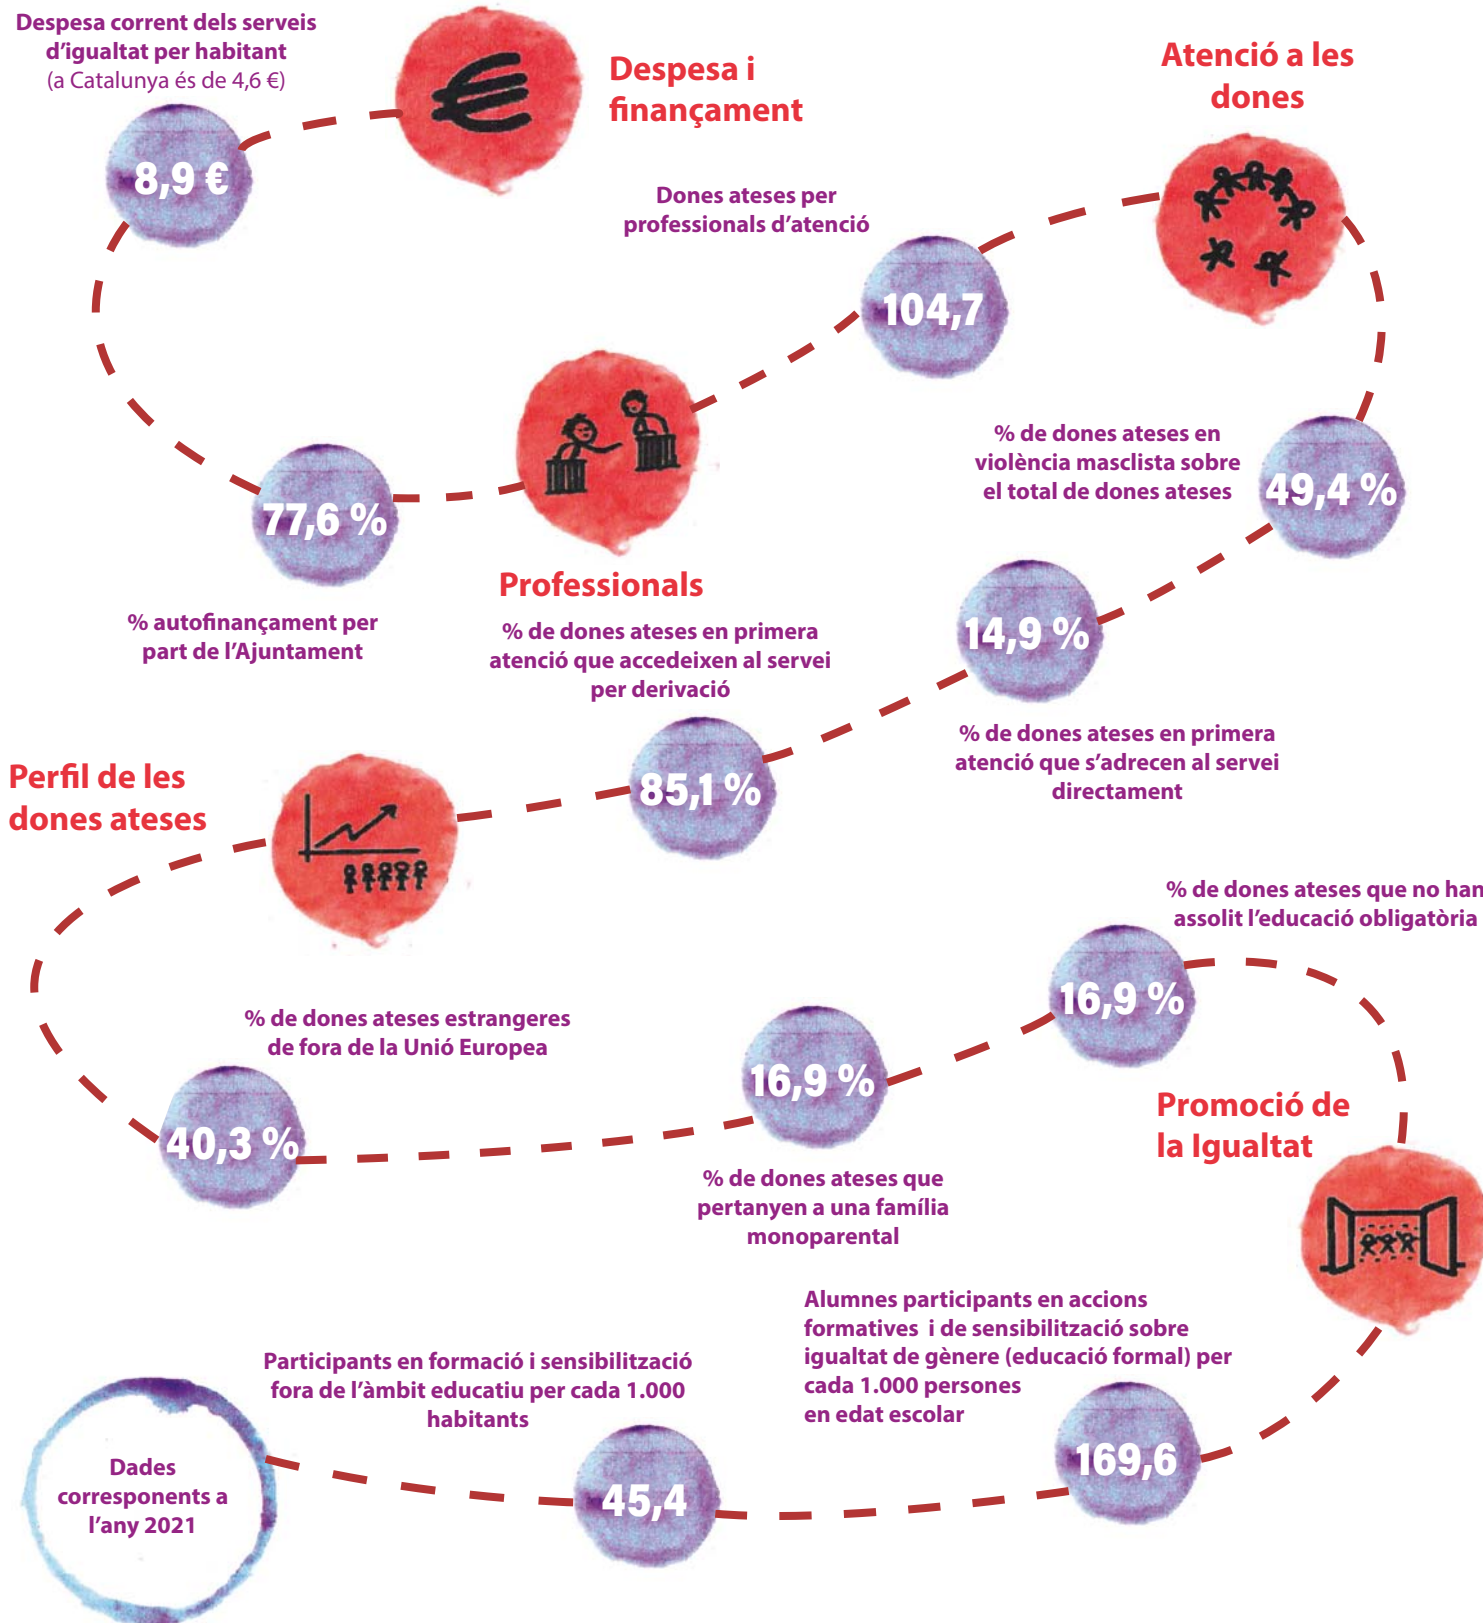 Despesa corrent dels serveis
d'igualtat per habitant
(a Catalunya és de 4,6 €)
8,9 €
Despesa i
finançament
Atenció a les
dones
Dones ateses per
professionals d'atenció
104,7
% de dones ateses en
violència masclista sobre
el total de dones ateses
49,4 %
77,6 %
% autofinançament per
part de l'Ajuntament
Professionals
% de dones ateses en primera
atenció que accedeixen al servei
per derivació
85,1 %
14,9 %
% de dones ateses en primera
atenció que s'adrecen al servei
directament
Perfil de les
dones ateses
% de dones ateses que no han
assolit l'educació obligatòria
16,9 %
% de dones ateses estrangeres
de fora de la Unió Europea
40,3 %
16,9 %
% de dones ateses que
pertanyen a una família
monoparental
Promoció de
la Igualtat
Alumnes participants en accions
formatives i de sensibilització sobre
igualtat de gènere (educació formal) per
cada 1.000 persones
en edat escolar
169,6
Participants en formació i sensibilització
fora de l'àmbit educatiu per cada 1.000
habitants
45,4
Dades
corresponents a
l'any 2021